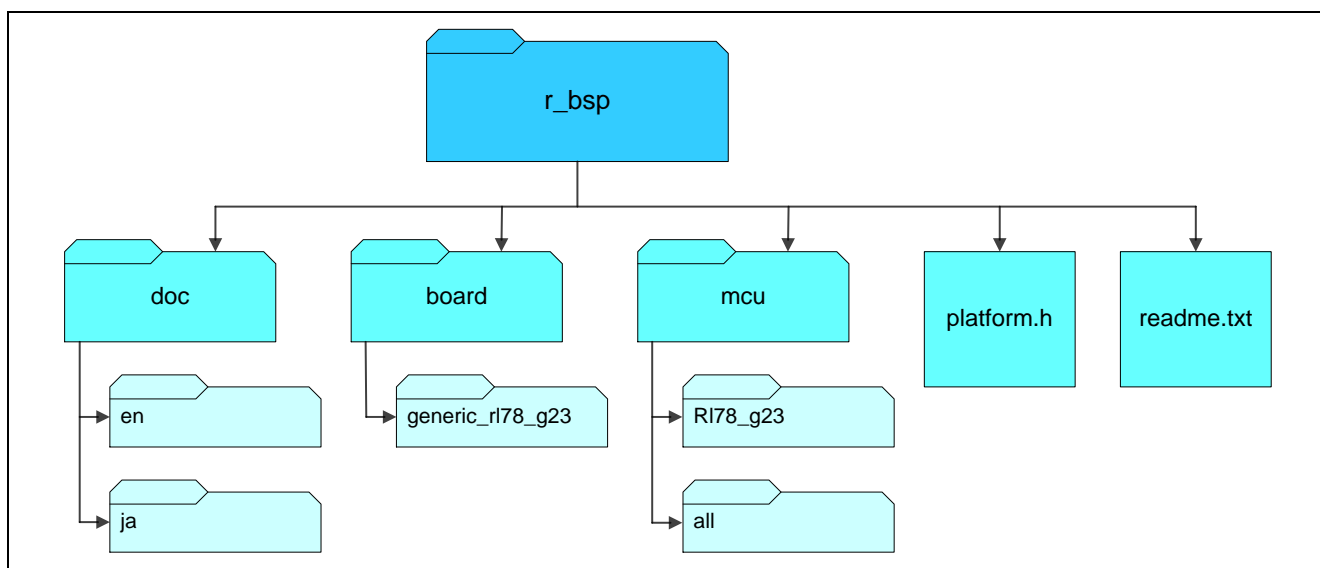 r_bsp
doc
board
mcu
platform.h
readme.txt
en
generic_rl78_g23
Rl78_g23
ja
all